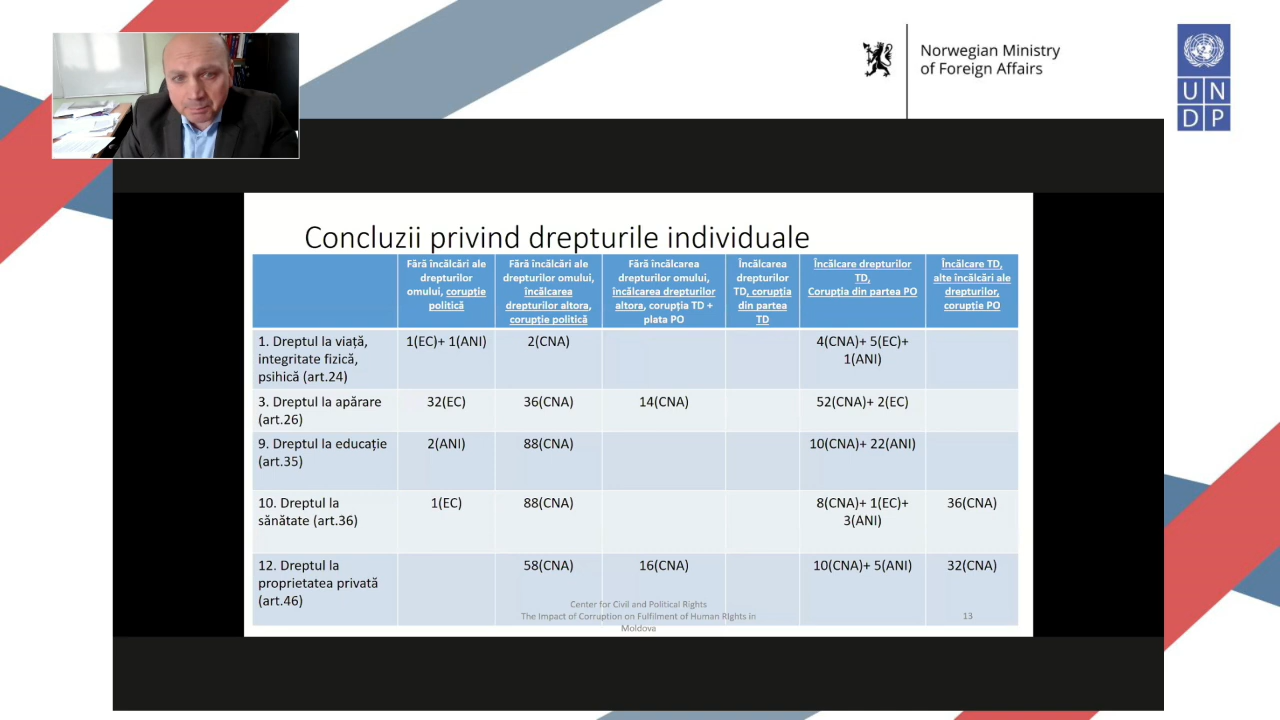 Norwegian Ministry
of Foreign Affairs
U N
D P
Concluzii privind drepturile individuale
Fără încălcări ale
drepturilor
omului, corupție
politică
Fără încălcări ale
drepturilor omului,
încălcarea
drepturilor altora,
corupție politică
Fără încălcarea
drepturilor omului,
încălcarea drepturilor
altora, corupția TD +
plata PO
Încălcarea
drepturilor
TD, corupția
din partea
TD
Încălcare drepturilor
TD,
Corupția din partea PO
Încălcare TD,
alte încălcări ale
drepturilor,
corupție PO
1. Dreptul la viață,
integritate fizică,
psihică (art.24)
1(EC)+ 1(ANI)
2(CNA)
4(CNA)+ 5(EC)+
1(ANI)
3. Dreptul la apărare
(art.26)
32(EC)
36(CNA)
14(CNA)
52(CNA)+ 2(EC)
9. Dreptul la educație
(art.35)
2(ANI)
88(CNA)
10(CNA)+ 22(ANI)
10. Dreptul la
sănătate (art.36)
1(EC)
88(CNA)
8(CNA)+ 1(EC)+
3(ANI)
36(CNA)
12. Dreptul la
proprietatea privată
(art.46)
58(CNA)
16(CNA)
10(CNA)+ 5(ANI)
32(CNA)
Center for Civil and Political Rights
The Impact of Corruption on Fulfilment of Human Rights in
Moldova
13